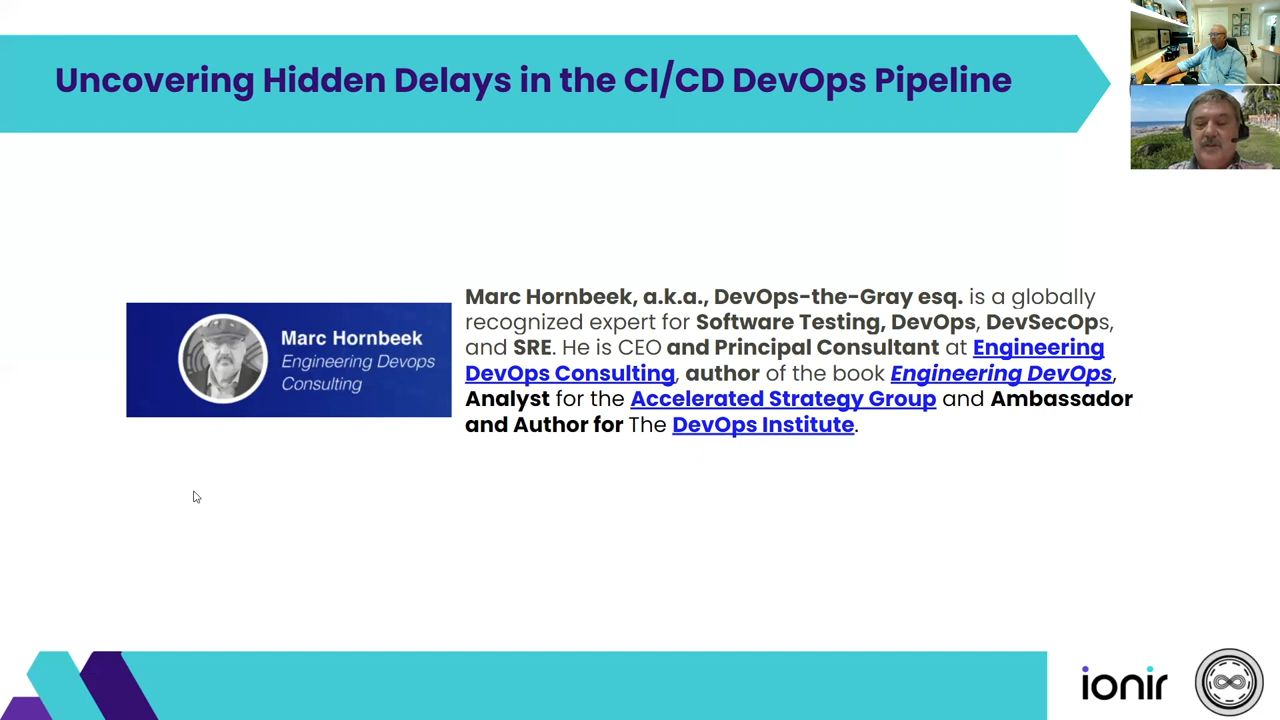 Uncovering Hidden Delays in the CI/CD DevOps Pipeline
Marc Hornbeek
Engineering Devops
Consulting
Marc Hornbeek, a.k.a., DevOps-the-Gray esq. is a globally
recognized expert for Software Testing, DevOps, DevSecOps,
and SRE. He is CEO and Principal Consultant at Engineering
DevOps Consulting, author of the book Engineering DevOps,
Analyst for the Accelerated Strategy Group and Ambassador
and Author for The DevOps Institute.
ionir